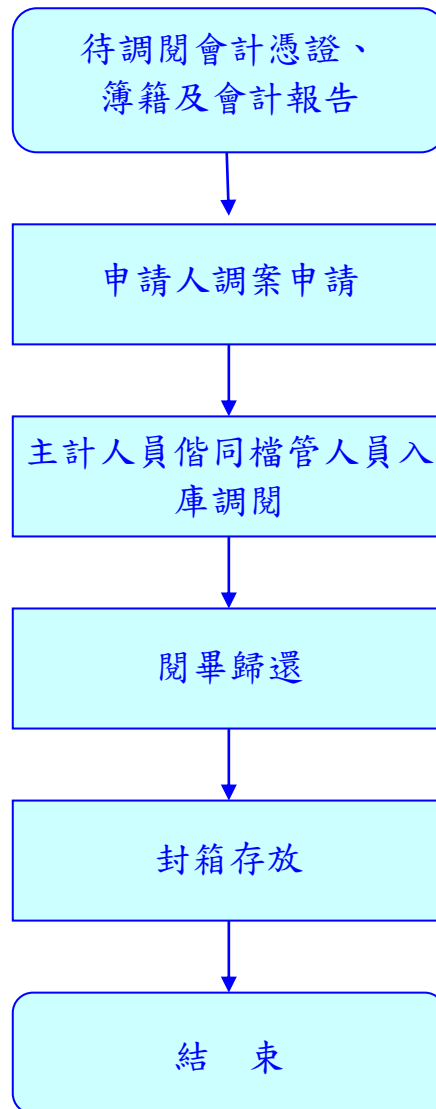 待調閱會計憑證、
簿籍及會計報告
申請人調案申請
主計人員偕同檔管人員入
庫調閱
閱畢歸還
封箱存放
結　束